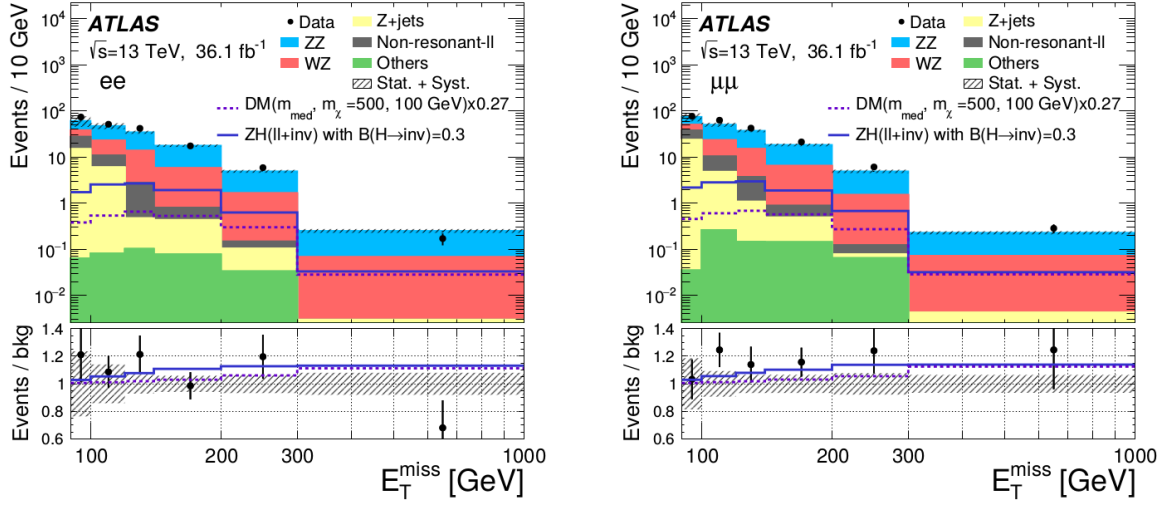 Events / 10 GeV
10⁴
10³
10²
10
1
10⁻¹
10⁻²
ATLAS
√s=13 TeV, 36.1 fb⁻¹
ee
Data
ZZ
WZ
Z+jets
Non-resonant-ll
Others
Stat. + Syst.
DM(m_med, m_χ =500, 100 GeV)x0.27
ZH(ll+inv) with B(H→inv)=0.3
Events / bkg
1.4
1.2
1
0.8
0.6
100
200
300
1000
E_T^miss [GeV]
Events / 10 GeV
10⁴
10³
10²
10
1
10⁻¹
10⁻²
ATLAS
√s=13 TeV, 36.1 fb⁻¹
μμ
Data
ZZ
WZ
Z+jets
Non-resonant-ll
Others
Stat. + Syst.
DM(m_med, m_χ =500, 100 GeV)x0.27
ZH(ll+inv) with B(H→inv)=0.3
Events / bkg
1.4
1.2
1
0.8
0.6
100
200
300
1000
E_T^miss [GeV]